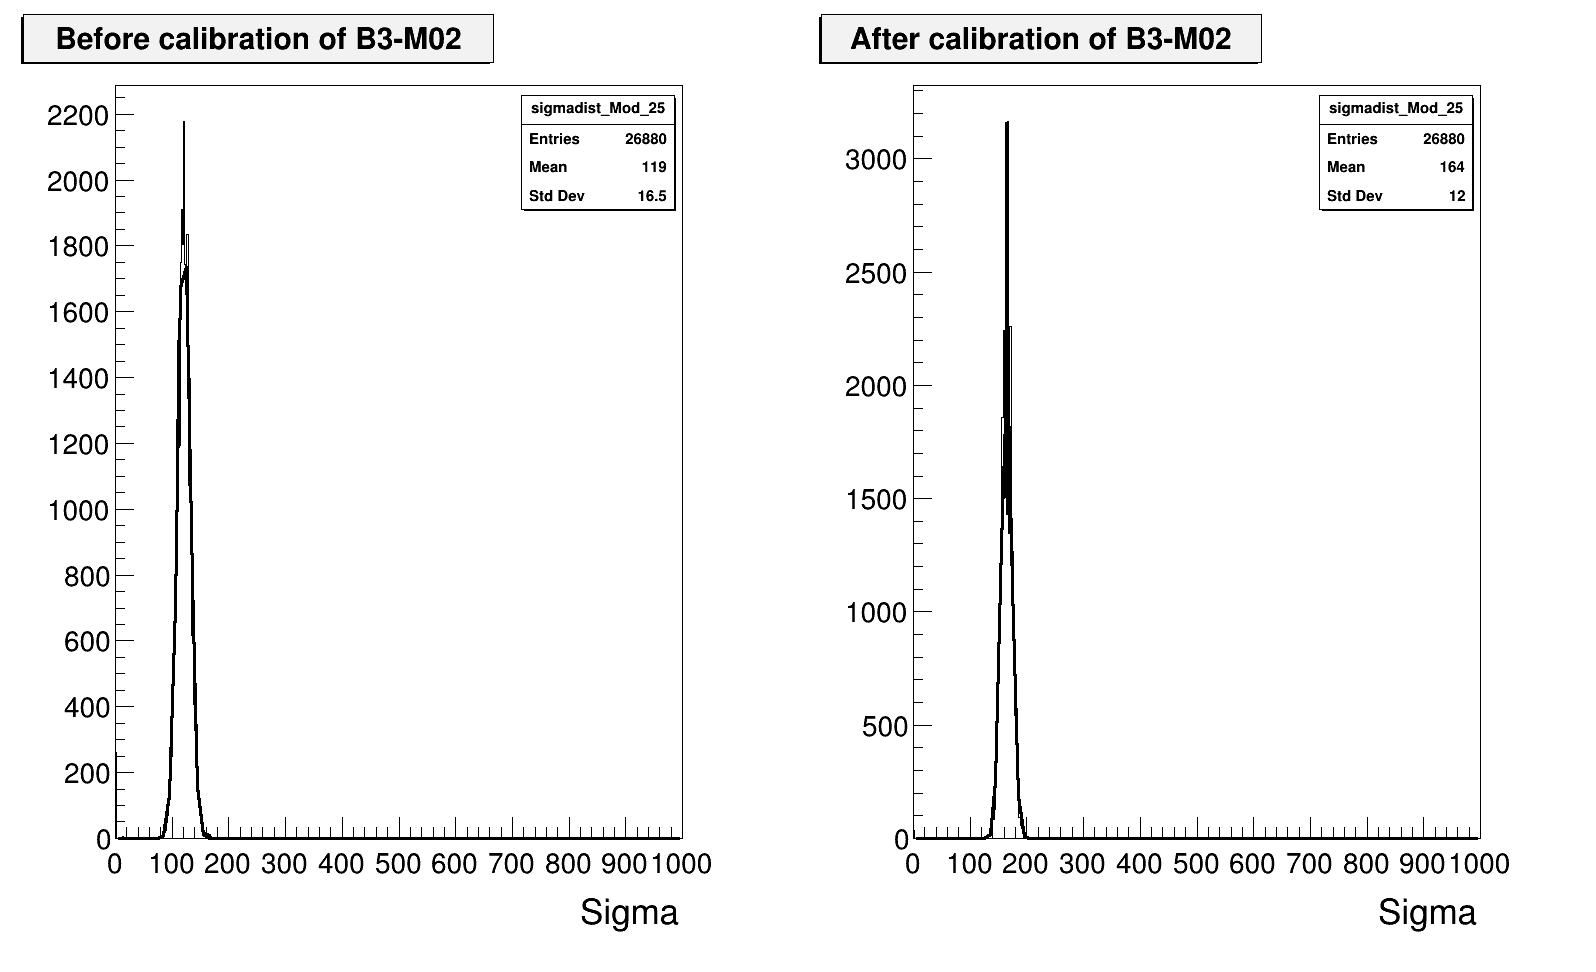 Before calibration of B3-M02
sigmadist_Mod_25
Entries 26880
Mean 119
Std Dev 16.5
2200
2000
1800
1600
1400
1200
1000
800
600
400
200
0
0 100 200 300 400 500 600 700 800 900 1000
Sigma
After calibration of B3-M02
sigmadist_Mod_25
Entries 26880
Mean 164
Std Dev 12
3000
2500
2000
1500
1000
500
0
0 100 200 300 400 500 600 700 800 900 1000
Sigma